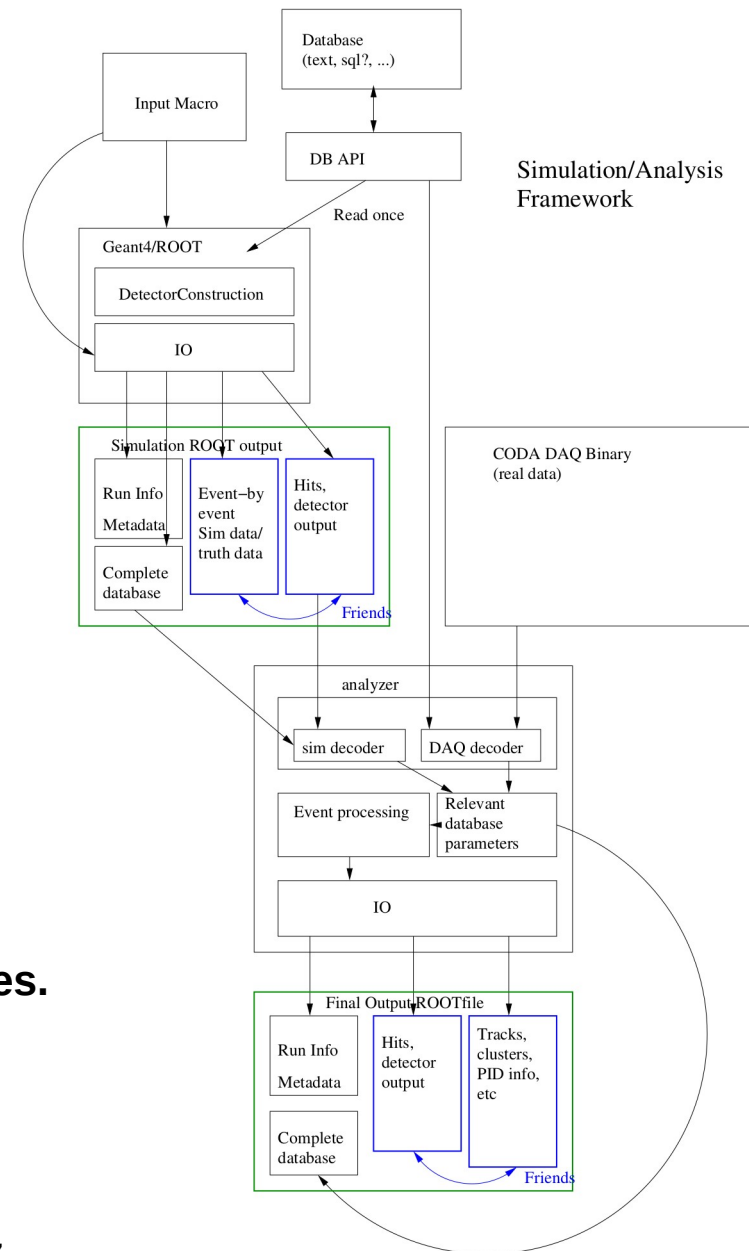 Database
(text, sql?, ...)
Input Macro
DB API
Simulation/Analysis
Framework
Read once
Geant4/ROOT
DetectorConstruction
IO
Simulation ROOT output
CODA DAQ Binary
(real data)
Run Info
Metadata
Event−by
event
Sim data/
truth data
Hits,
detector
output
Complete
database
Friends
analyzer
sim decoder
DAQ decoder
Event processing
Relevant
database
parameters
IO
es.
Final Output ROOTfile
Run Info
Metadata
Hits,
detector
output
Tracks,
clusters,
PID info,
etc
Complete
database
Friends